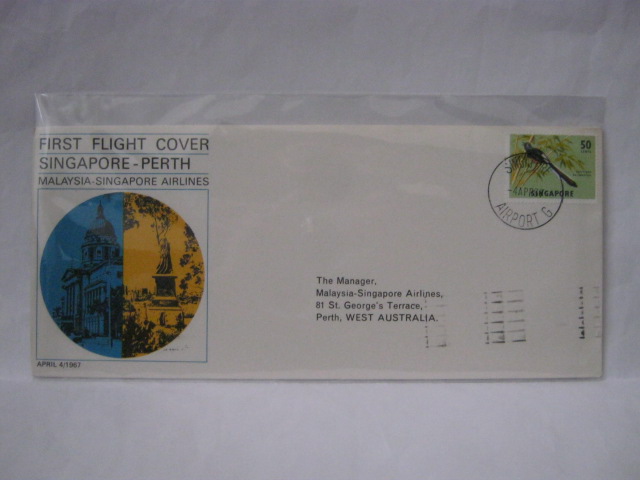 FIRST FLIGHT COVER
SINGAPORE-PERTH
MALAYSIA-SINGAPORE AIRLINES
APRIL 4/1967
50
CENTS
SINGAPORE
AIRPORT G
The Manager,
Malaysia-Singapore Airlines,
81 St. George's Terrace,
Perth, WEST AUSTRALIA.